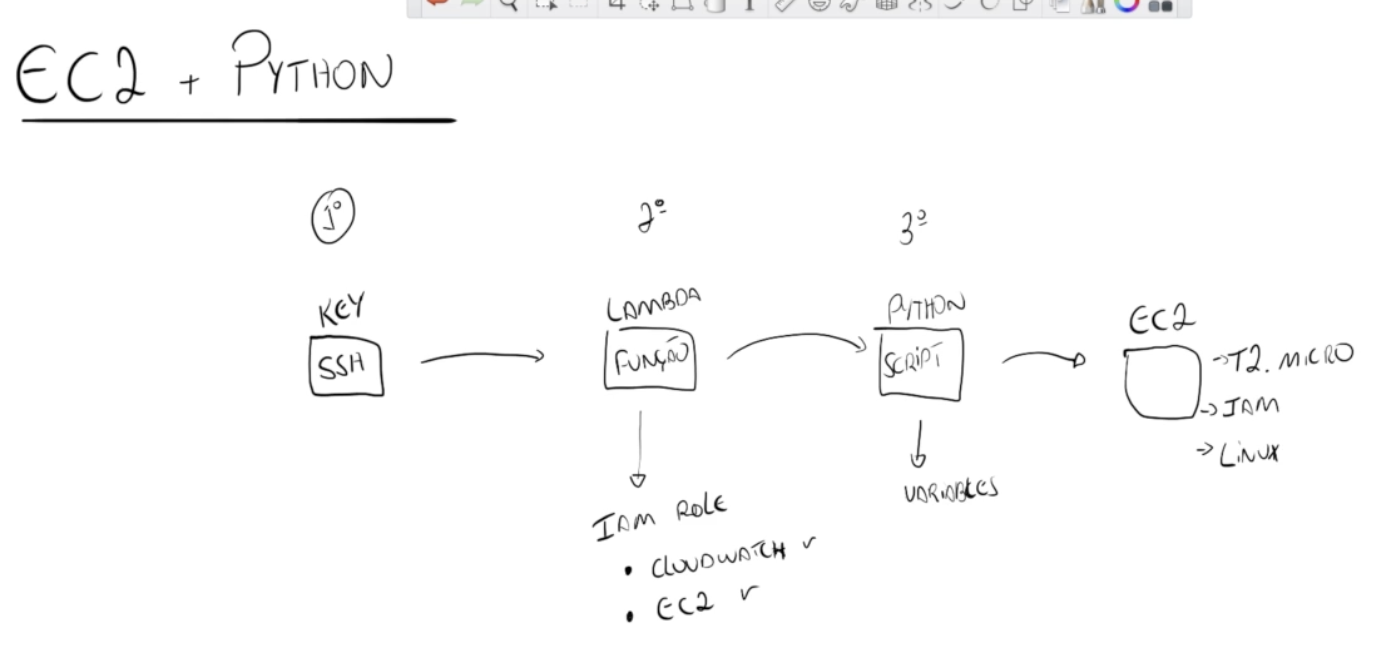 EC2 + PYTHON
1º
2º
3º
KEY
SSH
LAMBDA
FUNÇÃO
PYTHON
SCRIPT
EC2
→T2.MICRO
→IAM
→LINUX
IAM ROLE
• CLOUDWATCH ✓
• EC2 ✓
VARIABLES